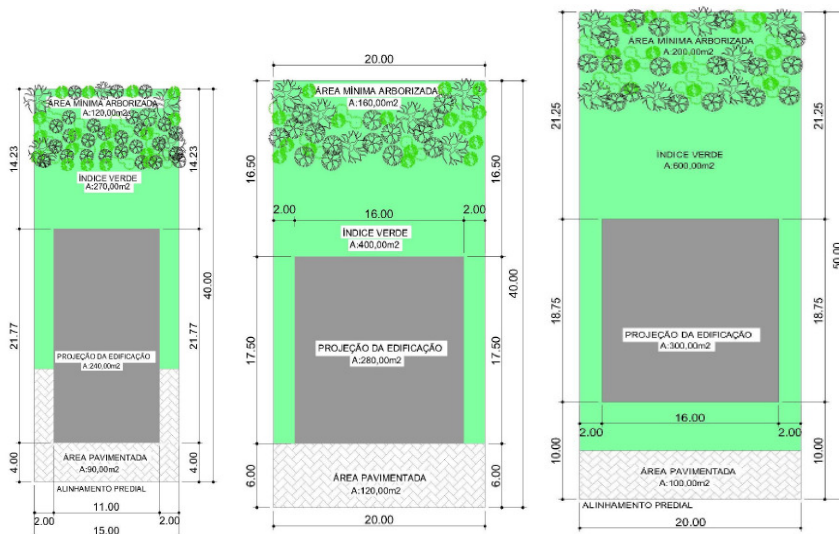 ÁREA MÍNIMA ARBORIZADA
A:120,00m2
14.23
14.23
ÍNDICE VERDE
A:270,00m2
40.00
21.77
21.77
PROJEÇÃO DA EDIFICAÇÃO
A:240,00m2
4.00
4.00
ÁREA PAVIMENTADA
A:90,00m2
ALINHAMENTO PREDIAL
11.00
2.00
2.00
15.00
20.00
ÁREA MÍNIMA ARBORIZADA
A:160,00m2
16.50
16.50
2.00
16.00
2.00
ÍNDICE VERDE
A:400,00m2
40.00
17.50
17.50
PROJEÇÃO DA EDIFICAÇÃO
A:280,00m2
6.00
6.00
ÁREA PAVIMENTADA
A:120,00m2
20.00
ÁREA MÍNIMA ARBORIZADA
A:200,00m2
21.25
21.25
ÍNDICE VERDE
A:600,00m2
50.00
18.75
18.75
PROJEÇÃO DA EDIFICAÇÃO
A:300,00m2
16.00
2.00
2.00
10.00
10.00
ÁREA PAVIMENTADA
A:100,00m2
ALINHAMENTO PREDIAL
20.00